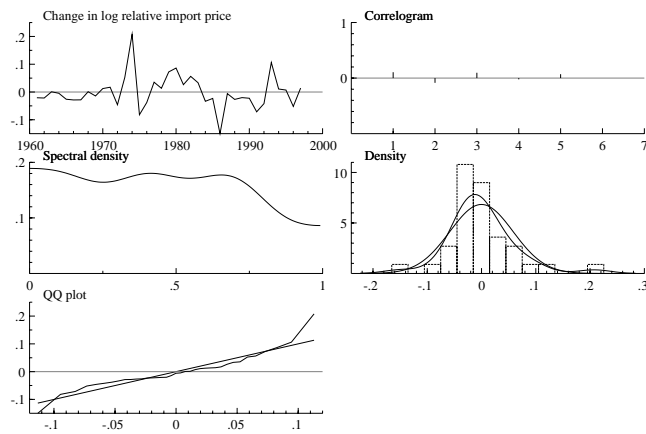 Change in log relative import price
.2
.1
0
-.1
1960 1970 1980 1990 2000
Correlogram
1
0
1 2 3 4 5 6 7
Spectral density
.2
.1
0 .5 1
Density
10
5
-.2 -.1 0 .1 .2 .3
QQ plot
.2
.1
0
-.1
-.1 -.05 0 .05 .1